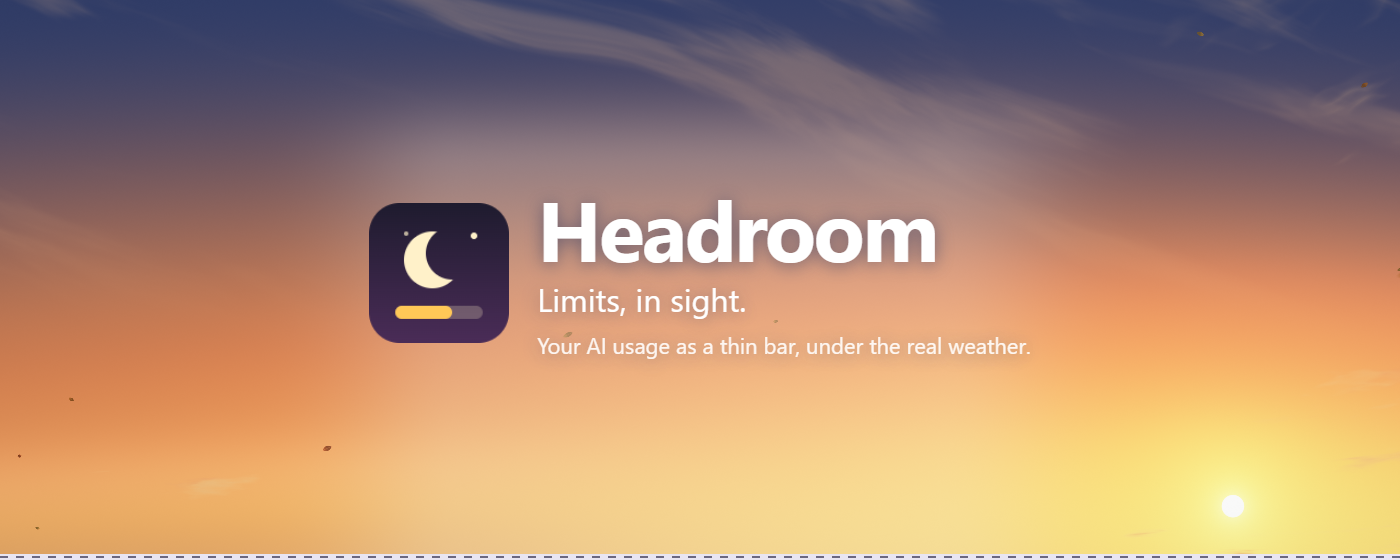 Headroom
Limits, in sight.
Your AI usage as a thin bar, under the real weather.